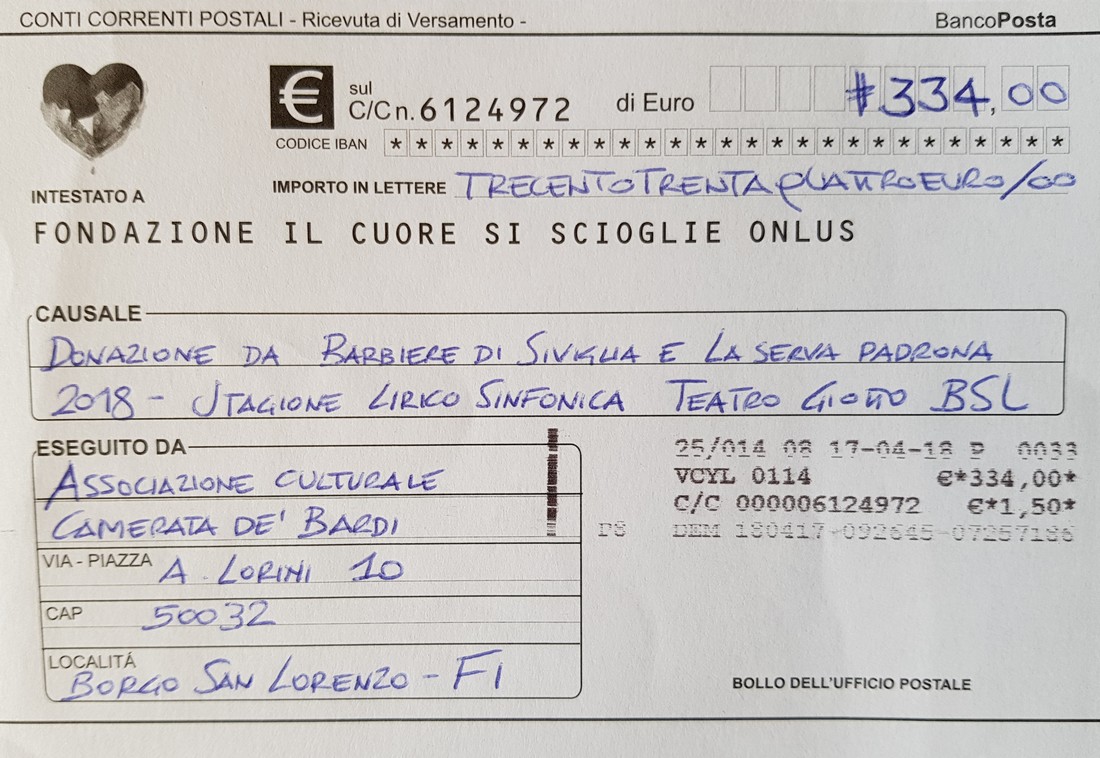 CONTI CORRENTI POSTALI - Ricevuta di Versamento - BancoPosta
€ sul C/C n. 6124972 di Euro #334,00
CODICE IBAN * * * * * * * * * * * * * * * * * * * * * * * * * * *
INTESTATO A IMPORTO IN LETTERE TRECENTOTRENTAQUATTROEURO/00
FONDAZIONE IL CUORE SI SCIOGLIE ONLUS
CAUSALE
DONAZIONE DA BARBIERE DI SIVIGLIA E LA SERVA PADRONA
2018 - STAGIONE LIRICO SINFONICA TEATRO GIOTTO BSL
ESEGUITO DA
ASSOCIAZIONE CULTURALE
CAMERATA DE' BARDI
VIA - PIAZZA A. LORINI 10
CAP 50032
LOCALITÁ BORGO SAN LORENZO - FI
25/014 08 17-04-18 P 0033
VCYL 0114 €*334,00*
C/C 000006124972 €*1,50*
DEM 180417-092645-07257186
BOLLO DELL'UFFICIO POSTALE